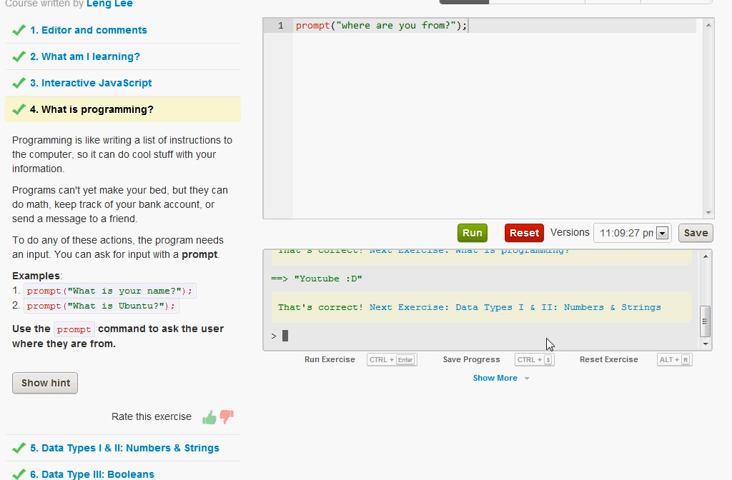 Course written by Leng Lee
1. Editor and comments
2. What am I learning?
3. Interactive JavaScript
4. What is programming?
Programming is like writing a list of instructions to
the computer, so it can do cool stuff with your
information.
Programs can't yet make your bed, but they can
do math, keep track of your bank account, or
send a message to a friend.
To do any of these actions, the program needs
an input. You can ask for input with a prompt.
Examples:
1. prompt("What is your name?");
2. prompt("What is Ubuntu?");
Use the prompt command to ask the user
where they are from.
Show hint
Rate this exercise
5. Data Types I & II: Numbers & Strings
6. Data Type III: Booleans
1 prompt("where are you from?");
Run Reset Versions 11:09:27 pm Save
That's correct! Next Exercise: What is programming?
==> "Youtube :D"
That's correct! Next Exercise: Data Types I & II: Numbers & Strings
>
Run Exercise CTRL + Enter Save Progress CTRL + S Reset Exercise ALT + R
Show More